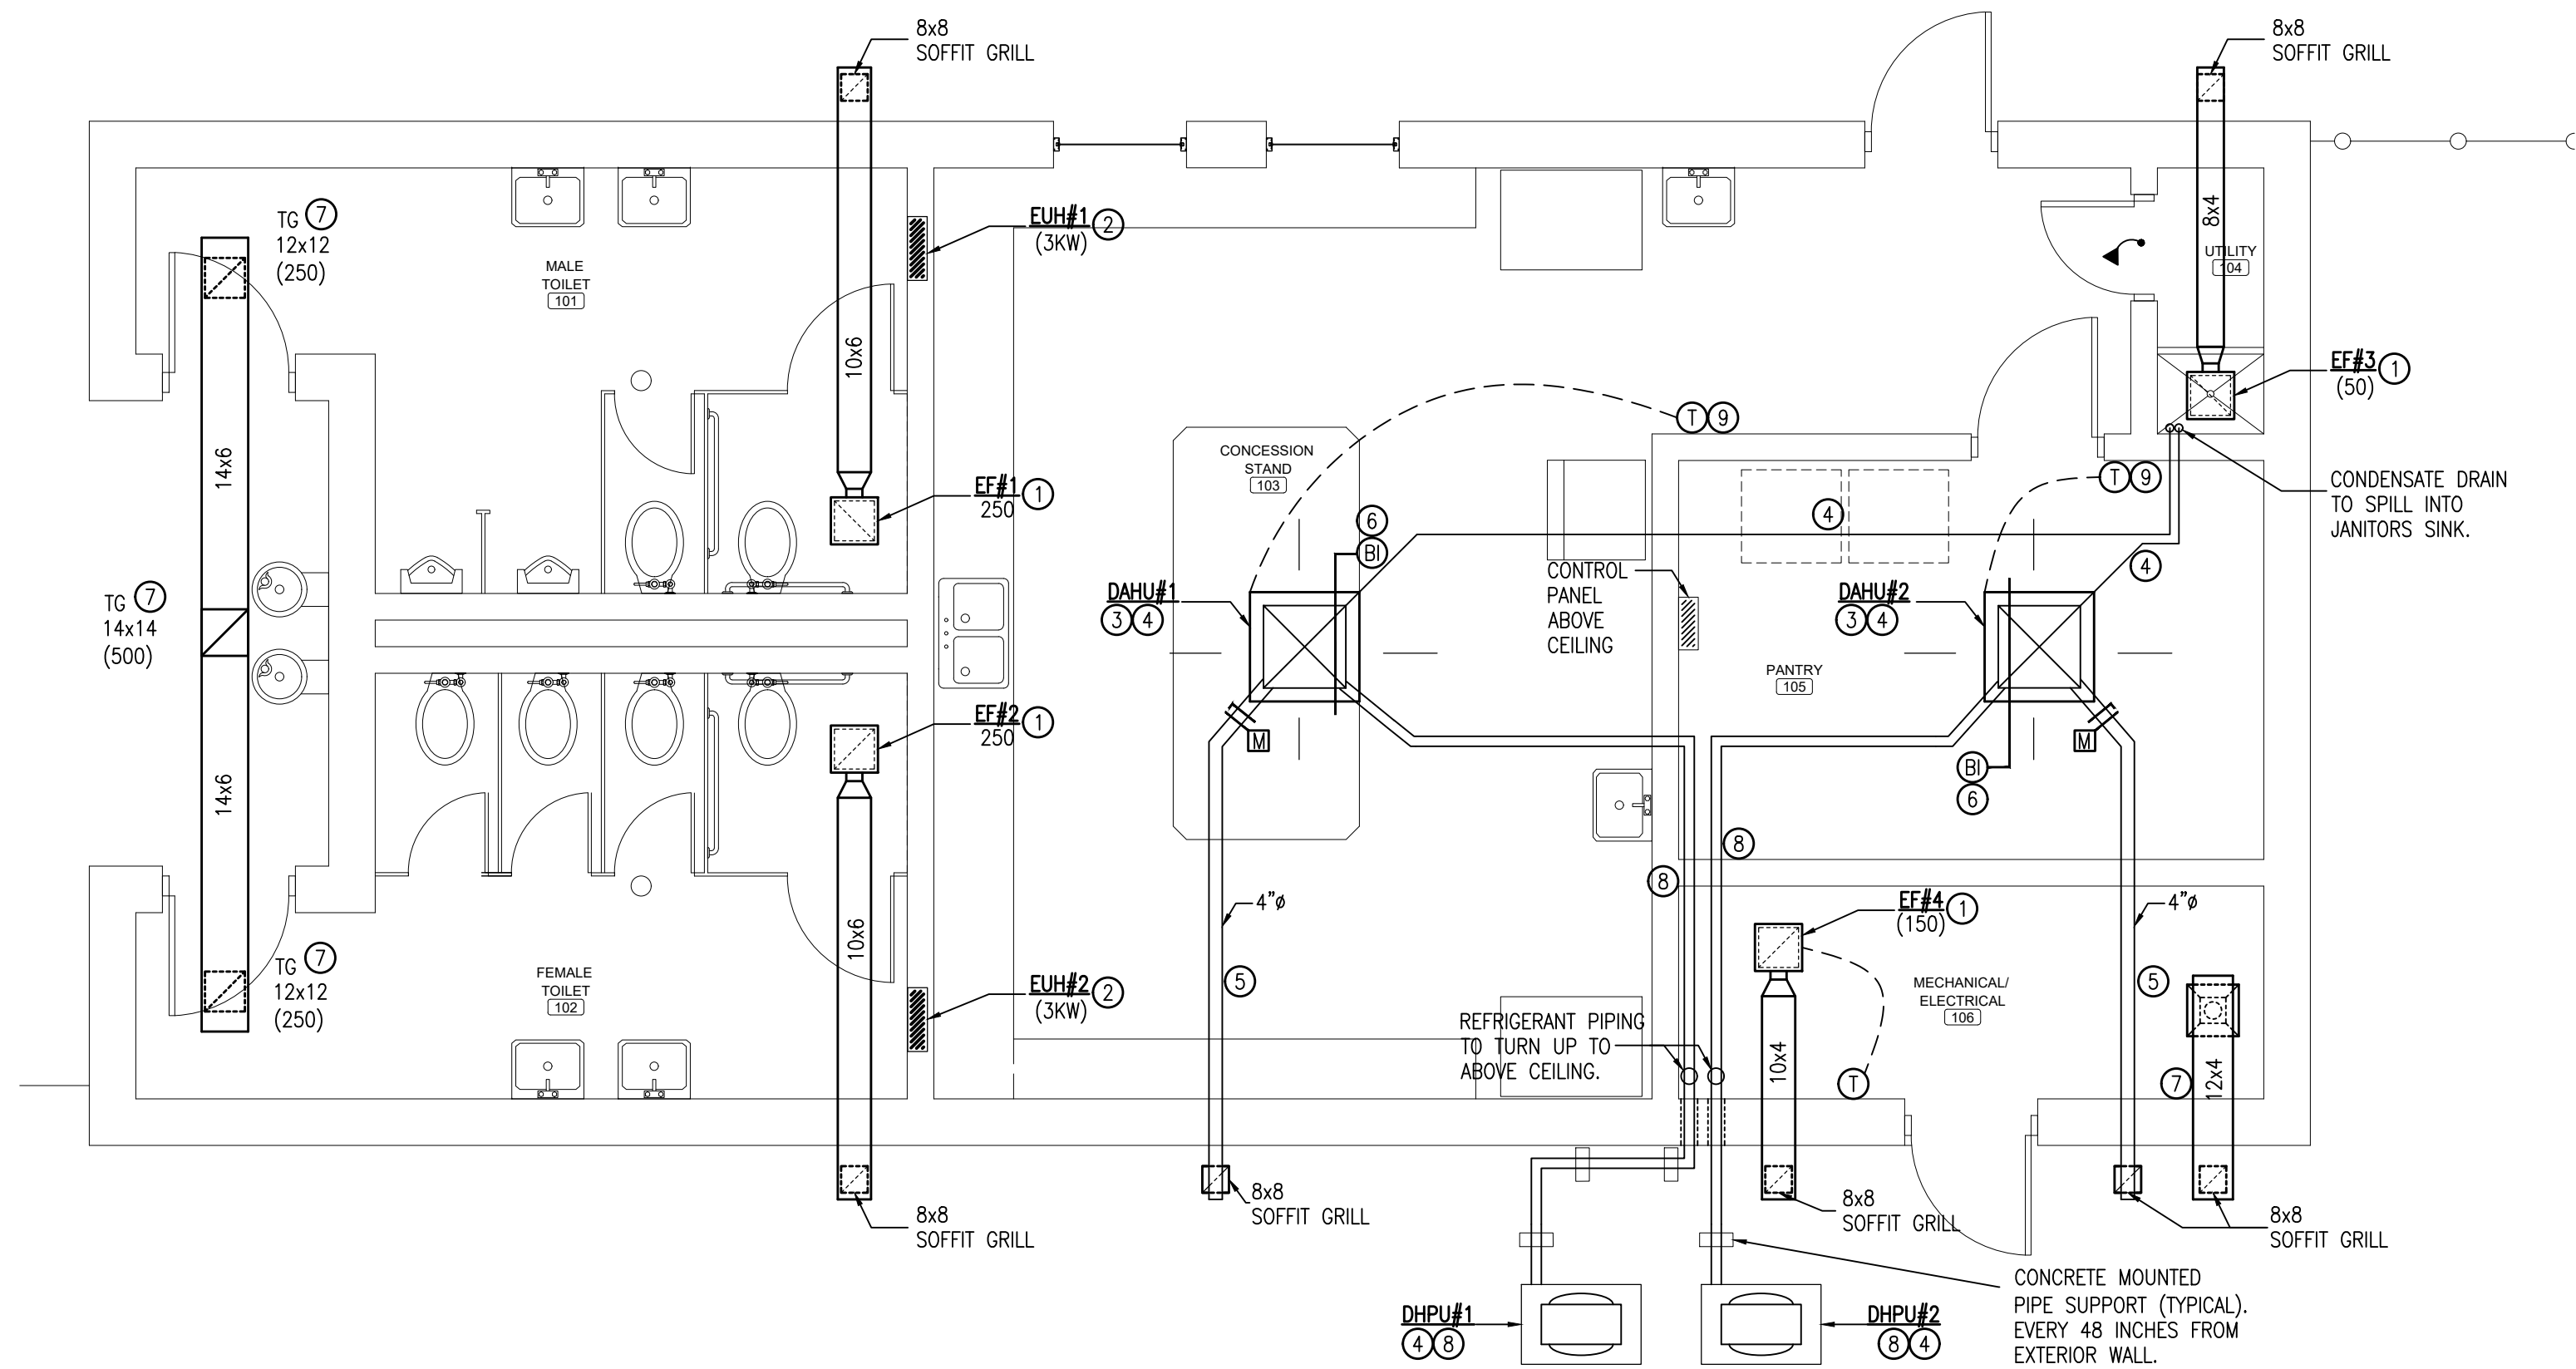 8x8
SOFFIT GRILL
8x8
SOFFIT GRILL
TG 7
12x12
(250)
MALE
TOILET
101
EUH#1 2
(3KW)
8x4
UTILITY
104
10x6
EF#3 1
(50)
14x6
EF#1 1
250
T 9
CONCESSION
STAND
103
T 9
CONDENSATE DRAIN
TO SPILL INTO
JANITORS SINK.
6
BI
4
4
TG 7
14x14
(500)
DAHU#1
3 4
CONTROL
PANEL
ABOVE
CEILING
DAHU#2
3 4
PANTRY
105
EF#2 1
250
M
M
BI
6
14x6
8
8
10x6
4"ø
EF#4 1
(150)
4"ø
TG 7
12x12
(250)
FEMALE
TOILET
102
EUH#2 2
(3KW)
5
MECHANICAL/
ELECTRICAL
106
5
REFRIGERANT PIPING
TO TURN UP TO
ABOVE CEILING.
10x4
T
7
12x4
8x8
SOFFIT GRILL
8x8
SOFFIT GRILL
8x8
SOFFIT GRILL
8x8
SOFFIT GRILL
CONCRETE MOUNTED
PIPE SUPPORT (TYPICAL).
EVERY 48 INCHES FROM
EXTERIOR WALL.
DHPU#1
4 8
DHPU#2
8 4